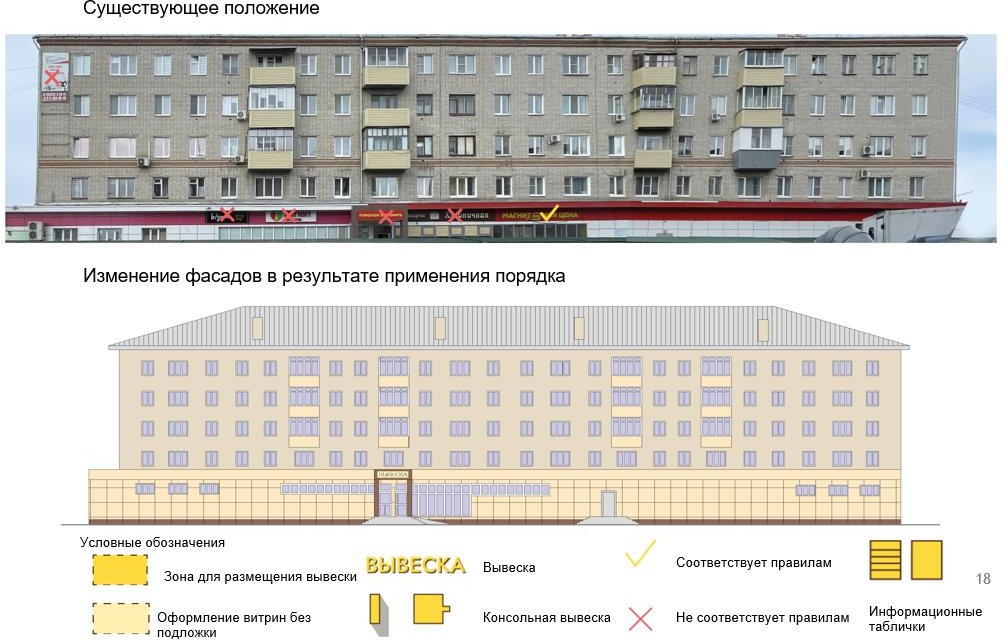 Существующее положение
МАГНИТ
ЦЕНА
Изменение фасадов в результате применения порядка
ВЫВЕСКА
Условные обозначения
Зона для размещения вывески
ВЫВЕСКА
Вывеска
Соответствует правилам
18
Оформление витрин без
подложки
Консольная вывеска
Не соответствует правилам
Информационные
таблички